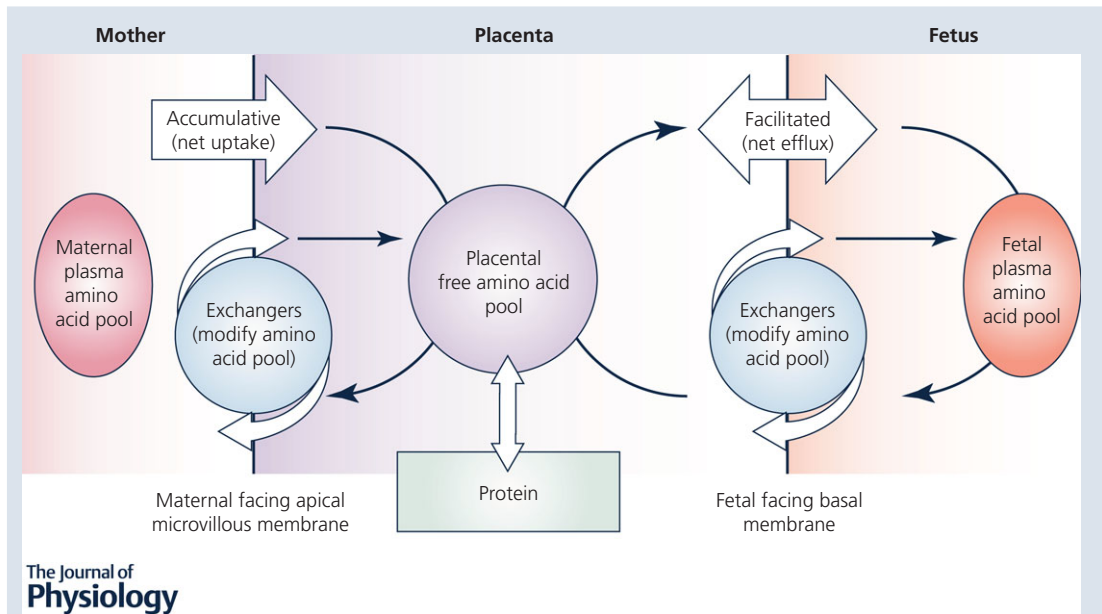 Mother
Placenta
Fetus
Accumulative
(net uptake)
Facilitated
(net efflux)
Maternal
plasma
amino
acid pool
Exchangers
(modify amino
acid pool)
Placental
free amino acid
pool
Exchangers
(modify amino
acid pool)
Fetal
plasma
amino
acid pool
Protein
Maternal facing apical
microvillous membrane
Fetal facing basal
membrane
The Journal of
Physiology